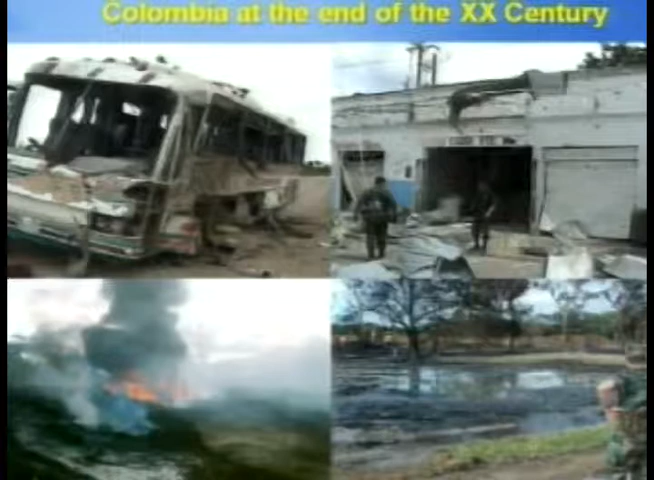 Colombia at the end of the XX Century